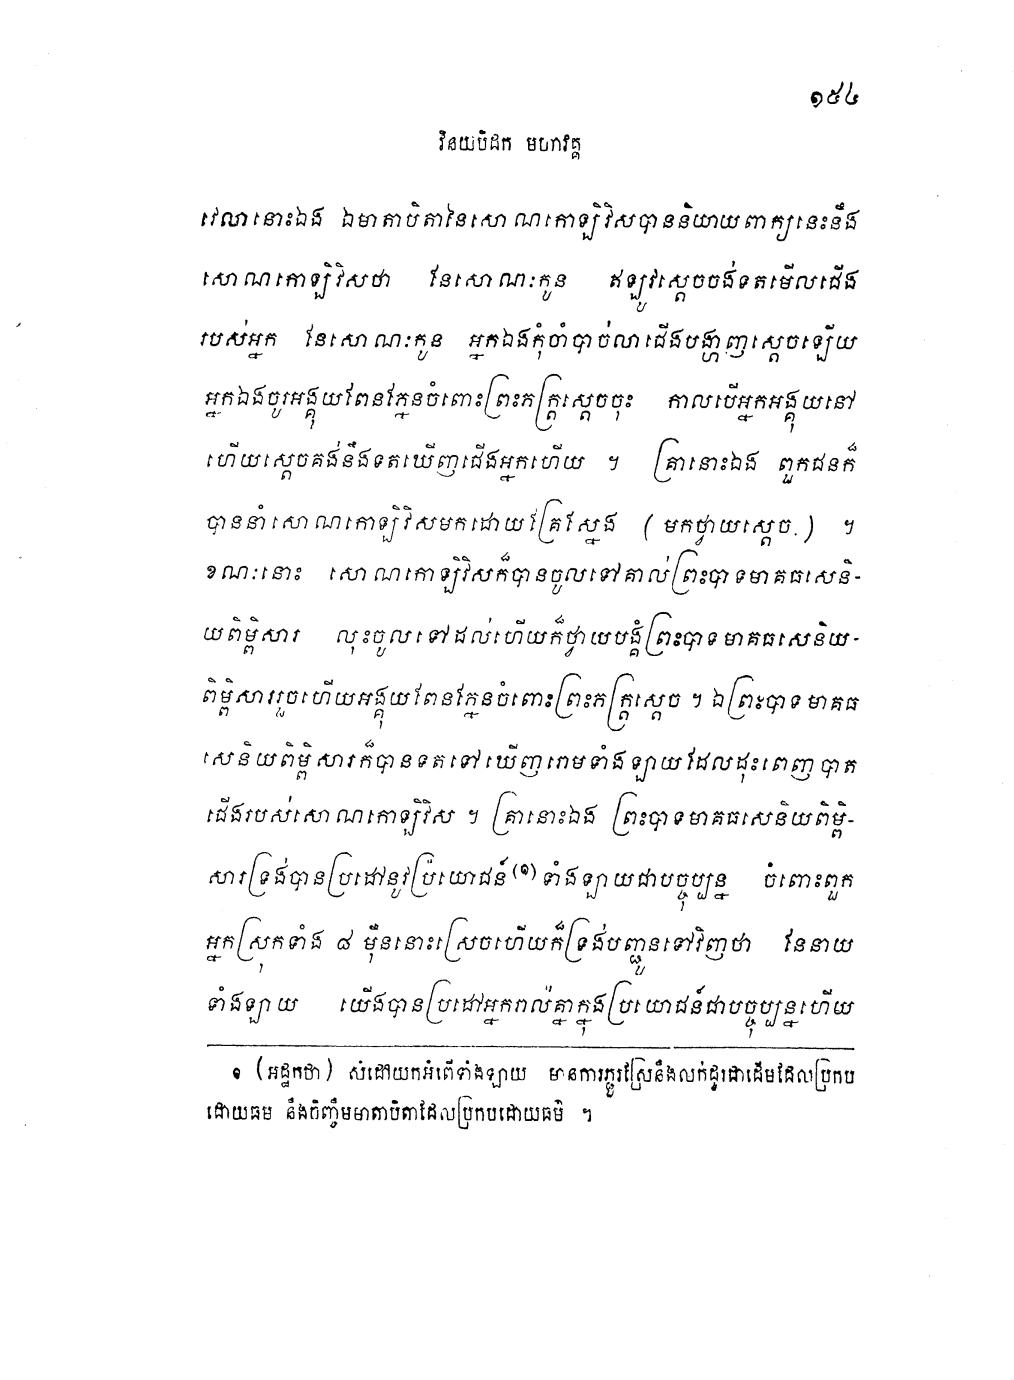 ១៥៤
វិនយបិដក មហាវគ្គ
វេលានោះឯង ឯមាតាបិតានៃសោណកោឡិវិសបាននិយាយពាក្យនេះនឹង
សោណកោឡិវិសថា នែសោណៈកូន ឥឡូវស្តេចចង់ទតមើលជើង
របស់អ្នក នែសោណៈកូន អ្នកឯងកុំចាំបាច់លាជើងបង្ហាញស្តេចឡើយ
អ្នកឯងចូរអង្គុយពែនភ្នែនចំពោះព្រះភក្ត្រស្តេចចុះ កាលបើអ្នកអង្គុយនៅ
ហើយស្តេចគង់នឹងទតឃើញជើងអ្នកហើយ ។ គ្រានោះឯង ពួកជនក៏
បាននាំសោណកោឡិវិសមកដោយគ្រែស្នែង ( មកថ្វាយស្តេច ) ។
ខណៈនោះ សោណកោឡិវិសក៏បានចូលទៅគាល់ព្រះបាទមាគធសេនិ-
យពិម្ពិសារ លុះចូលទៅដល់ហើយក៏ថ្វាយបង្គំព្រះបាទមាគធសេនិយ-
ពិម្ពិសាររួចហើយអង្គុយពែនភ្នែនចំពោះព្រះភក្ត្រស្តេច ។ ឯព្រះបាទមាគធ
សេនិយពិម្ពិសារក៏បានទតទៅឃើញរោមទាំងឡាយដែលដុះពេញបាត
ជើងរបស់សោណកោឡិវិស ។ គ្រានោះឯង ព្រះបាទមាគធសេនិយពិម្ពិ-
សារទ្រង់បានប្រដៅនូវប្រយោជន៍(១)ទាំងឡាយជាបច្ចុប្បន្ន ចំពោះពួក
អ្នកស្រុកទាំង ៨ ម៉ឺននោះស្រេចហើយក៏ទ្រង់បញ្ជូនទៅវិញថា នែនាយ
ទាំងឡាយ យើងបានប្រដៅអ្នករាល់គ្នាក្នុងប្រយោជន៍ជាបច្ចុប្បន្នហើយ
១ (អដ្ឋកថា) សំដៅយកអំពើទាំងឡាយ មានការភ្ជួរស្រែនឹងលក់ដូរជាដើមដែលប្រកប
ដោយធម៌ នឹងចិញ្ចឹមមាតាបិតាដែលប្រកបដោយធម៌ ។